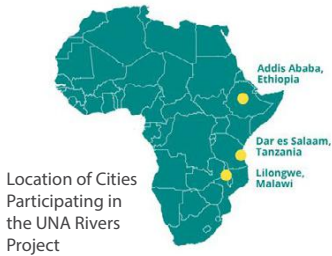 Addis Ababa,
Ethiopia
Dar es Salaam,
Tanzania
Lilongwe,
Malawi
Location of Cities
Participating in
the UNA Rivers
Project